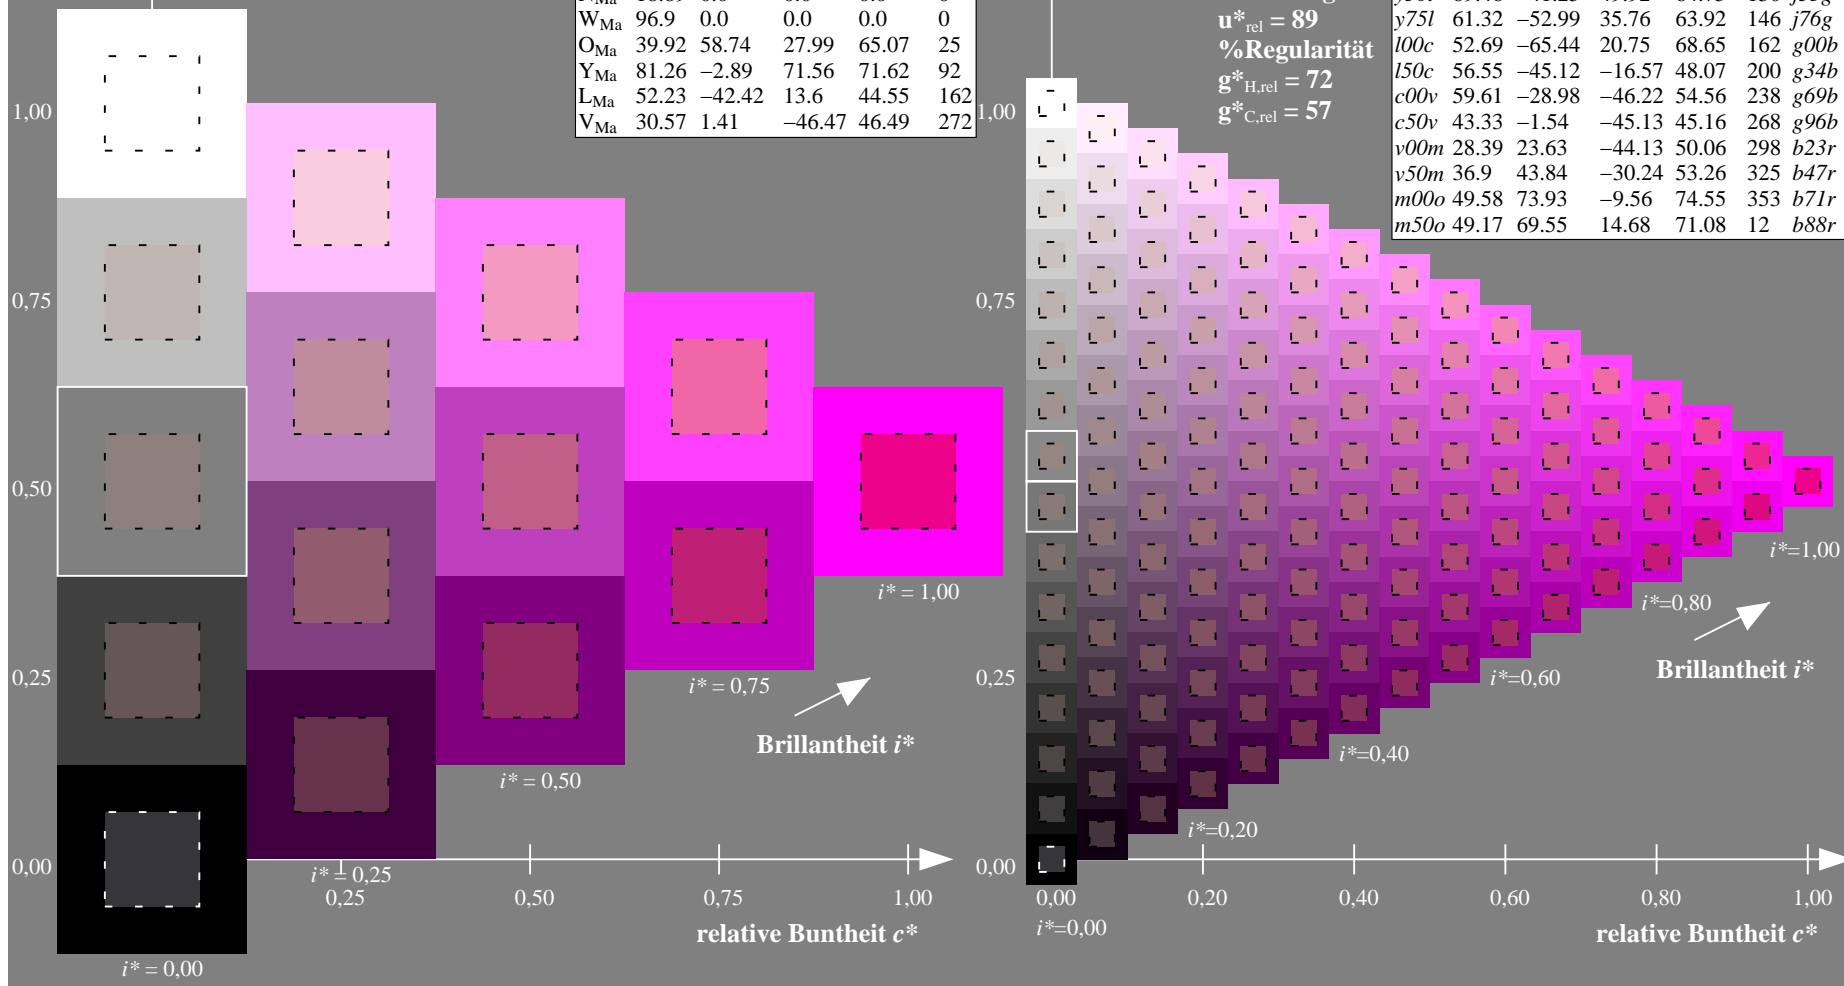 W_Ma 96.9 0.0 0.0 0.0 0
O_Ma 39.92 58.74 27.99 65.07 25
Y_Ma 81.26 −2.89 71.56 71.62 92
L_Ma 52.23 −42.42 13.6 44.55 162
V_Ma 30.57 1.41 −46.47 46.49 272
1,00
0,75
0,50
0,25
0,00
i* = 1,00
i* = 0,75
Brillantheit i*
i* = 0,50
i* = 0,25
0,25 0,50 0,75 1,00
relative Buntheit c*
i* = 0,00
u*rel = 89
%Regularität
g*H,rel = 72
g*C,rel = 57
y75l 61.32 −52.99 35.76 63.92 146 j76g
l00c 52.69 −65.44 20.75 68.65 162 g00b
l50c 56.55 −45.12 −16.57 48.07 200 g34b
c00v 59.61 −28.98 −46.22 54.56 238 g69b
c50v 43.33 −1.54 −45.13 45.16 268 g96b
v00m 28.39 23.63 −44.13 50.06 298 b23r
v50m 36.9 43.84 −30.24 53.26 325 b47r
m00o 49.58 73.93 −9.56 74.55 353 b71r
m50o 49.17 69.55 14.68 71.08 12 b88r
1,00
0,75
0,25
0,00
i*=1,00
i*=0,80
Brillantheit i*
i*=0,60
i*=0,40
i*=0,20
0,00 0,20 0,40 0,60 0,80 1,00
i*=0,00
relative Buntheit c*